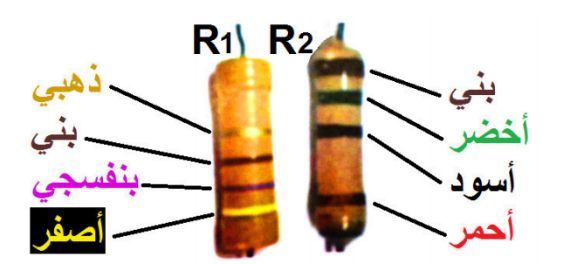 R1 R2
ذهبي
بني
بنفسجي
أصفر
بني
أخضر
أسود
أحمر